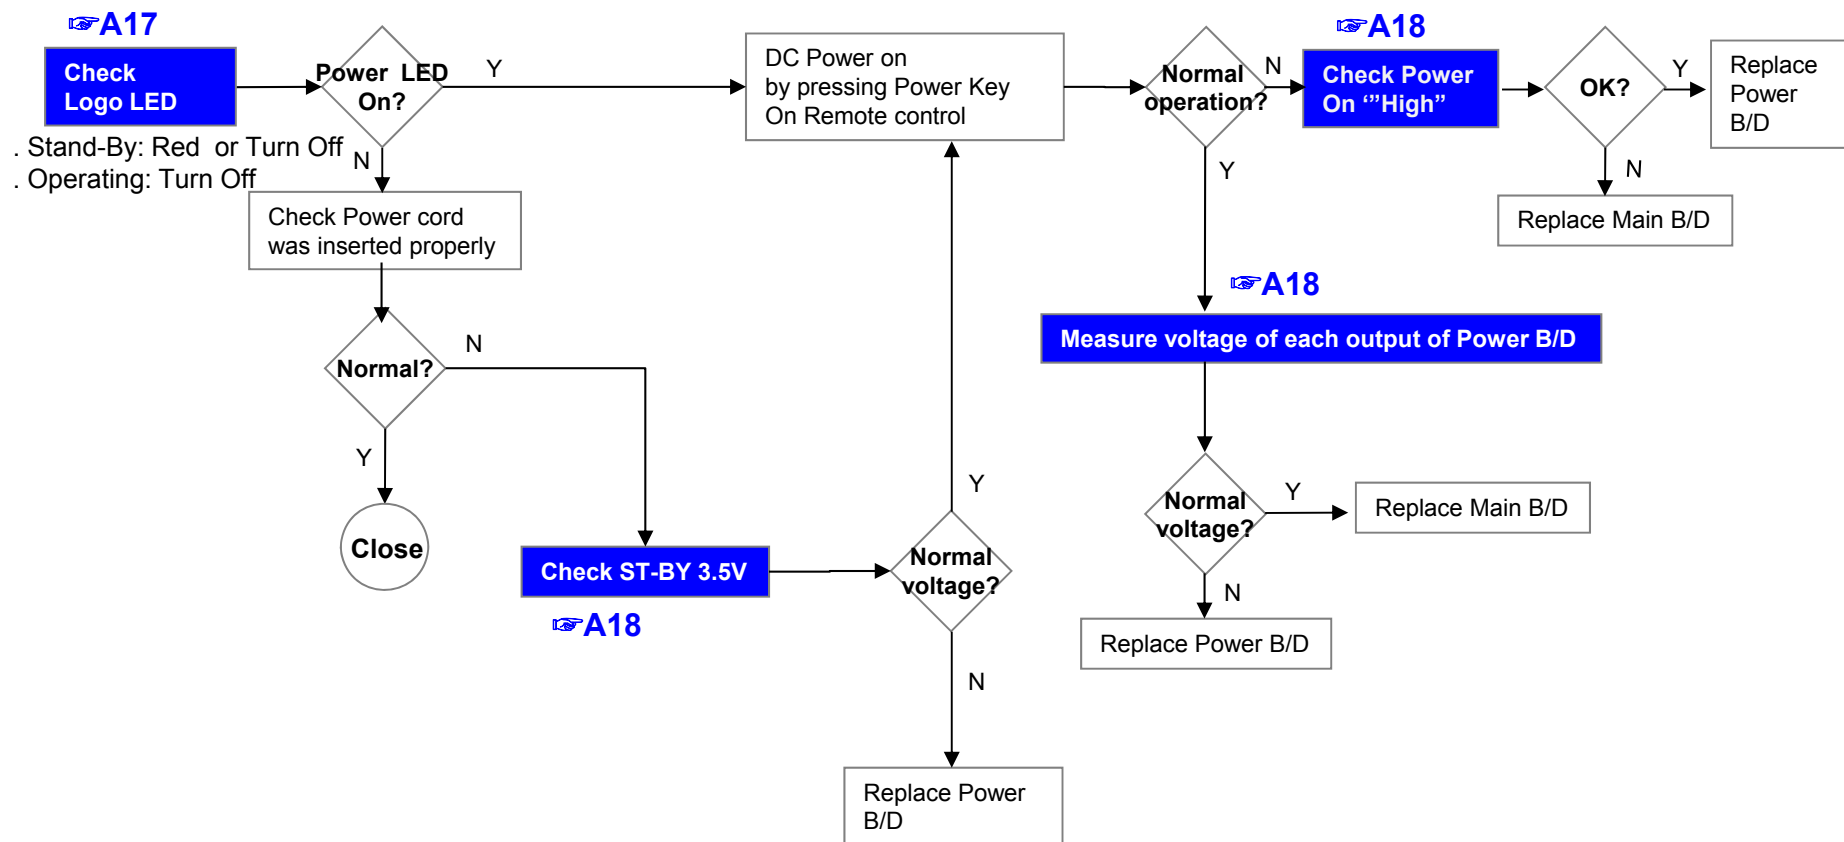 ☞A17
Check
Logo LED
. Stand-By: Red or Turn Off
. Operating: Turn Off
Power LED
On?
Y
N
Check Power cord
was inserted properly
Normal?
N
Y
Close
Check ST-BY 3.5V
☞A18
Normal
voltage?
Y
N
Replace Power
B/D
DC Power on
by pressing Power Key
On Remote control
Normal
operation?
N
Y
☞A18
Check Power
On ‘”High”
OK?
Y
Replace
Power
B/D
N
Replace Main B/D
☞A18
Measure voltage of each output of Power B/D
Normal
voltage?
Y
Replace Main B/D
N
Replace Power B/D